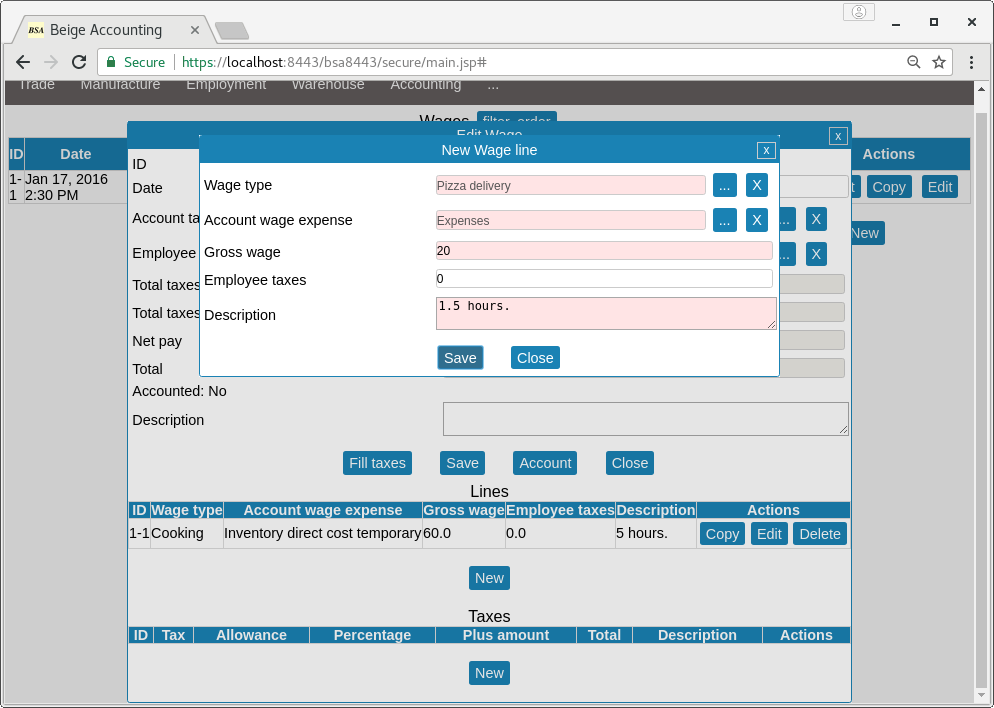 BSA Beige Accounting
Secure https://localhost:8443/bsa8443/secure/main.jsp#
Trade Manufacture Employment Warehouse Accounting ...
Wages filter, order
Edit Wage x
New Wage line x
ID Date Actions
1-1 Jan 17, 2016 2:30 PM Copy Edit
New
ID
Date
Account ta ... X
Employee ... X
Total taxes
Total taxes
Net pay
Total
Wage type Pizza delivery ... X
Account wage expense Expenses ... X
Gross wage 20
Employee taxes 0
Description 1.5 hours.
Save Close
Accounted: No
Description
Fill taxes Save Account Close
Lines
ID Wage type Account wage expense Gross wage Employee taxes Description Actions
1-1 Cooking Inventory direct cost temporary 60.0 0.0 5 hours. Copy Edit Delete
New
Taxes
ID Tax Allowance Percentage Plus amount Total Description Actions
New